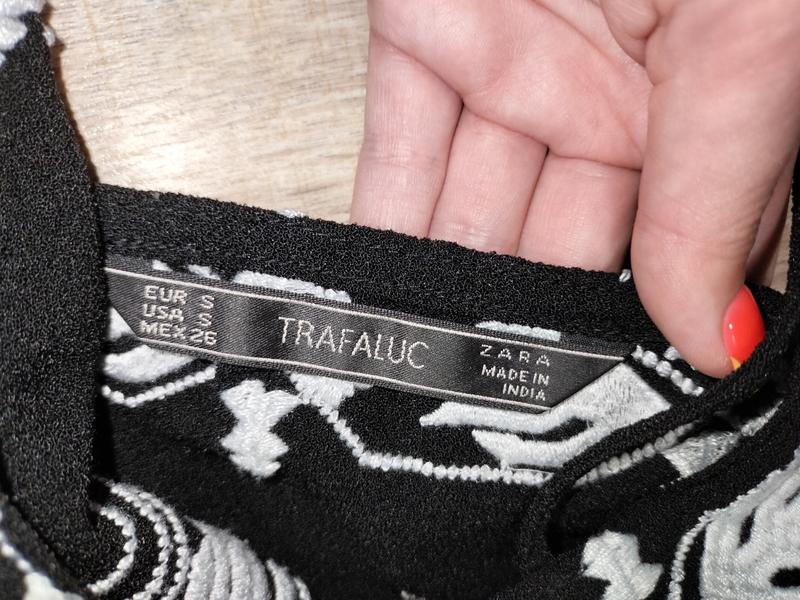 EUR S
USA S
MEX 26
TRAFALUC
ZARA
MADE IN
INDIA